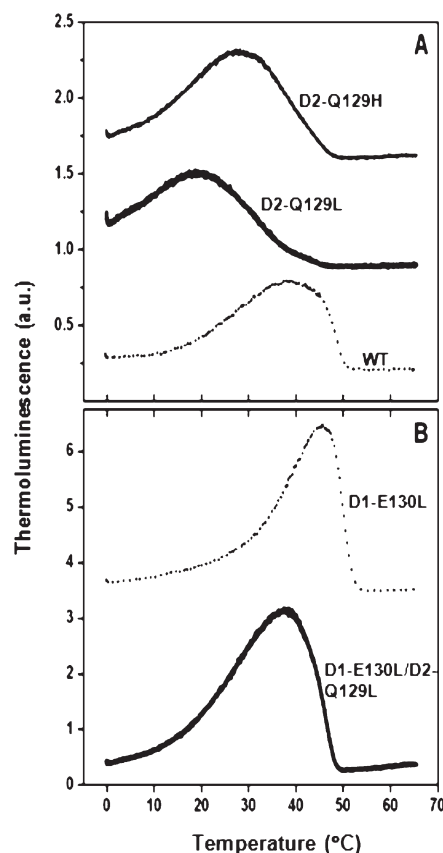 Thermoluminescence (a.u.)
2.5
2.0
1.5
1.0
0.5
A
D2-Q129H
D2-Q129L
WT
6
5
4
3
2
1
0
B
D1-E130L
D1-E130L/D2-
Q129L
0 10 20 30 40 50 60 70
Temperature (°C)